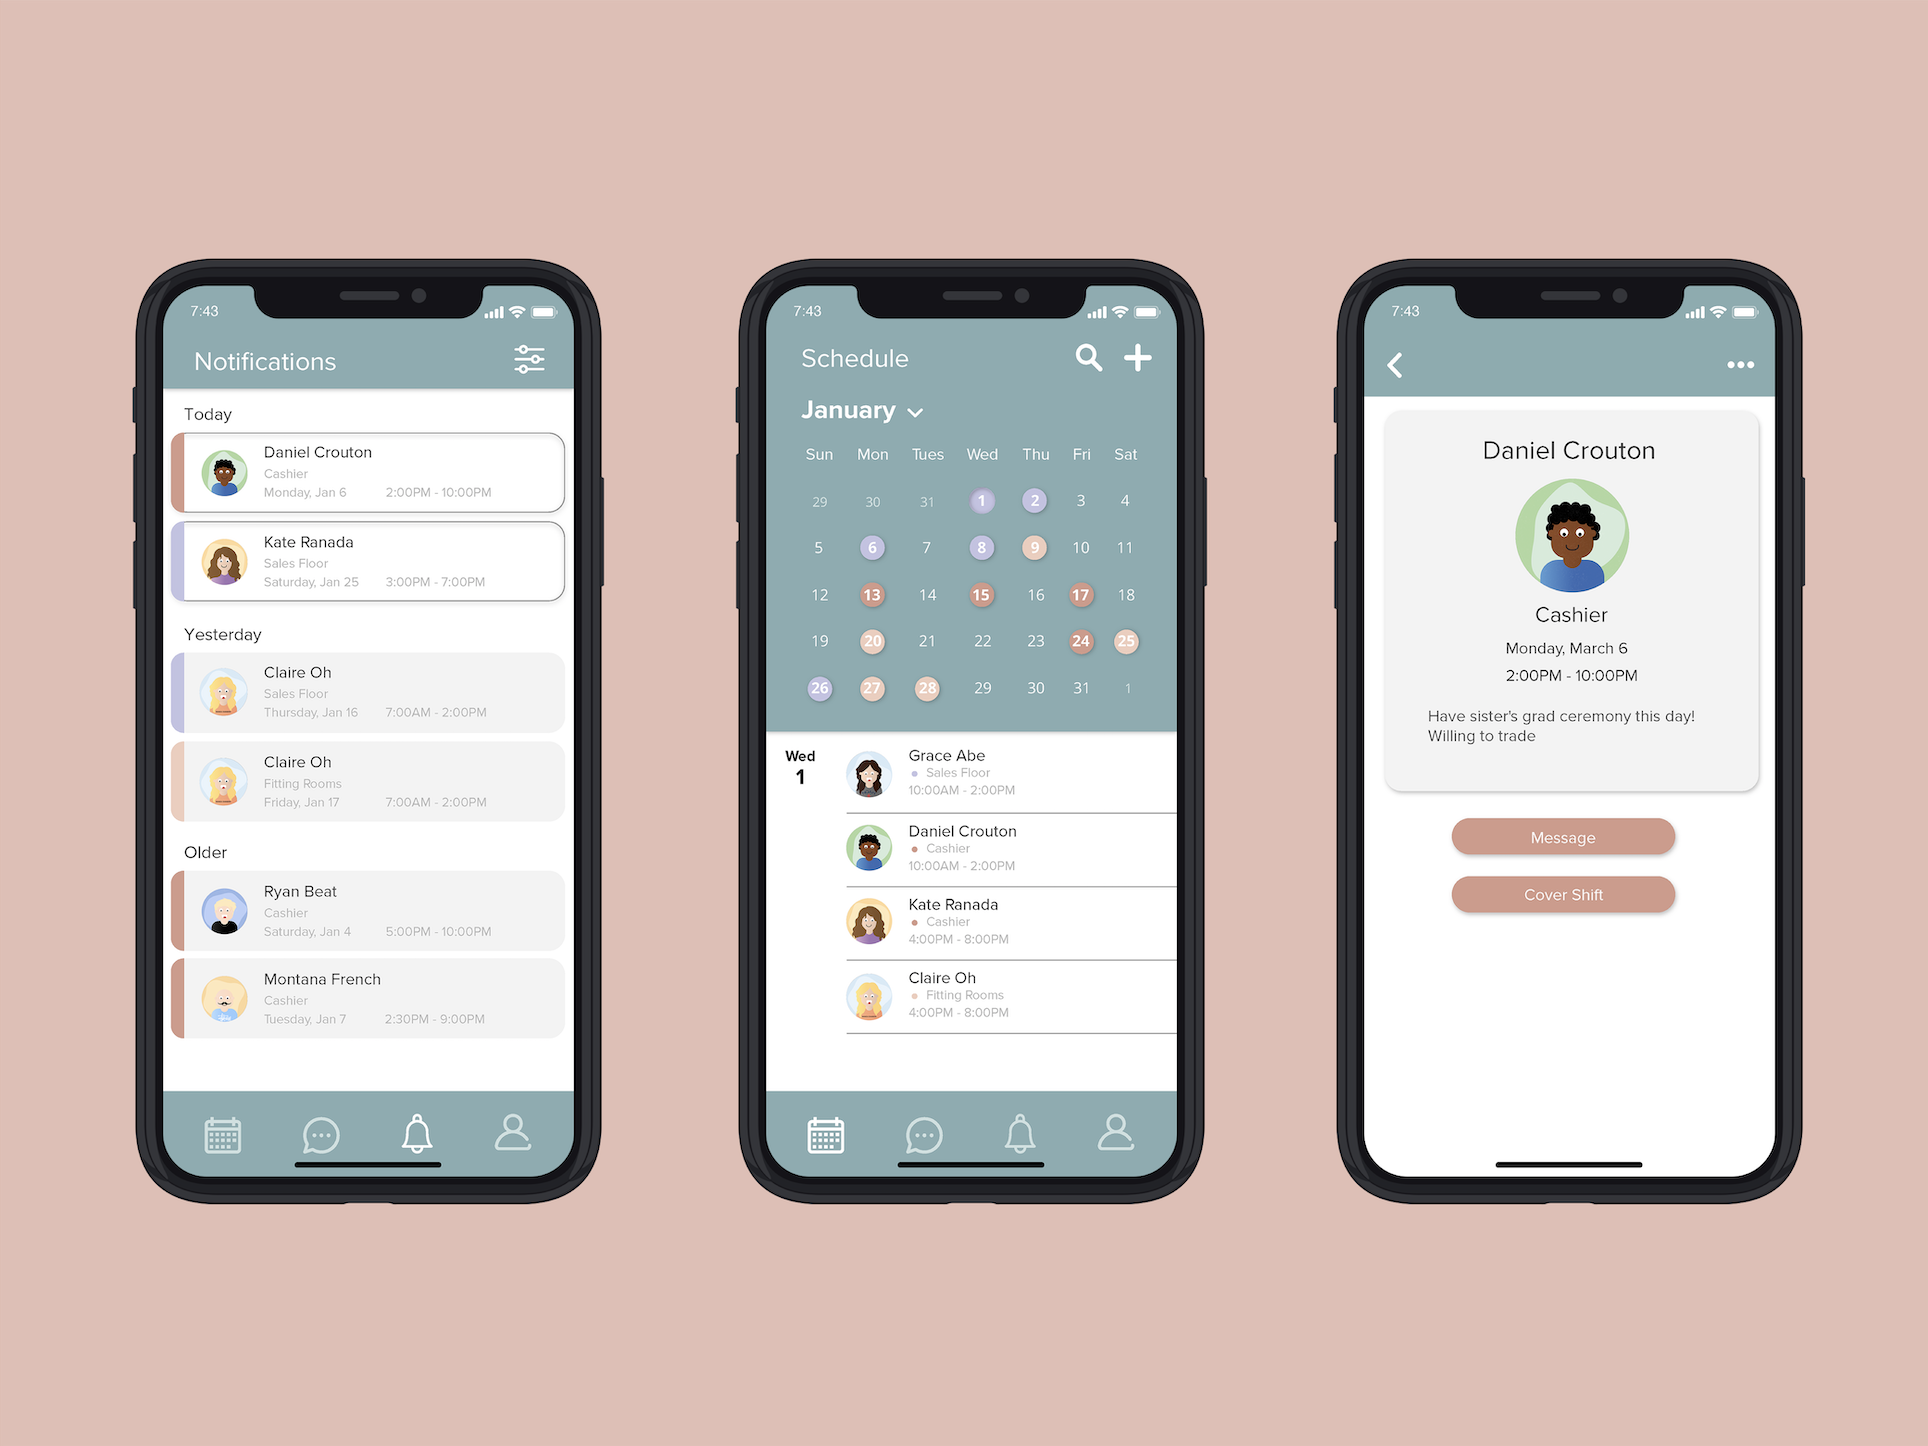 7:43
Notifications
Today
Daniel Crouton
Cashier
Monday, Jan 6 2:00PM - 10:00PM
Kate Ranada
Sales Floor
Saturday, Jan 25 3:00PM - 7:00PM
Yesterday
Claire Oh
Sales Floor
Thursday, Jan 16 7:00AM - 2:00PM
Claire Oh
Fitting Rooms
Friday, Jan 17 7:00AM - 2:00PM
Older
Ryan Beat
Cashier
Saturday, Jan 4 5:00PM - 10:00PM
Montana French
Cashier
Tuesday, Jan 7 2:30PM - 9:00PM
7:43
Schedule
January
Sun Mon Tues Wed Thu Fri Sat
29 30 31 1 2 3 4
5 6 7 8 9 10 11
12 13 14 15 16 17 18
19 20 21 22 23 24 25
26 27 28 29 30 31 1
Wed
1
Grace Abe
Sales Floor
10:00AM - 2:00PM
Daniel Crouton
Cashier
10:00AM - 2:00PM
Kate Ranada
Cashier
4:00PM - 8:00PM
Claire Oh
Fitting Rooms
4:00PM - 8:00PM
7:43
Daniel Crouton
Cashier
Monday, March 6
2:00PM - 10:00PM
Have sister's grad ceremony this day!
Willing to trade
Message
Cover Shift